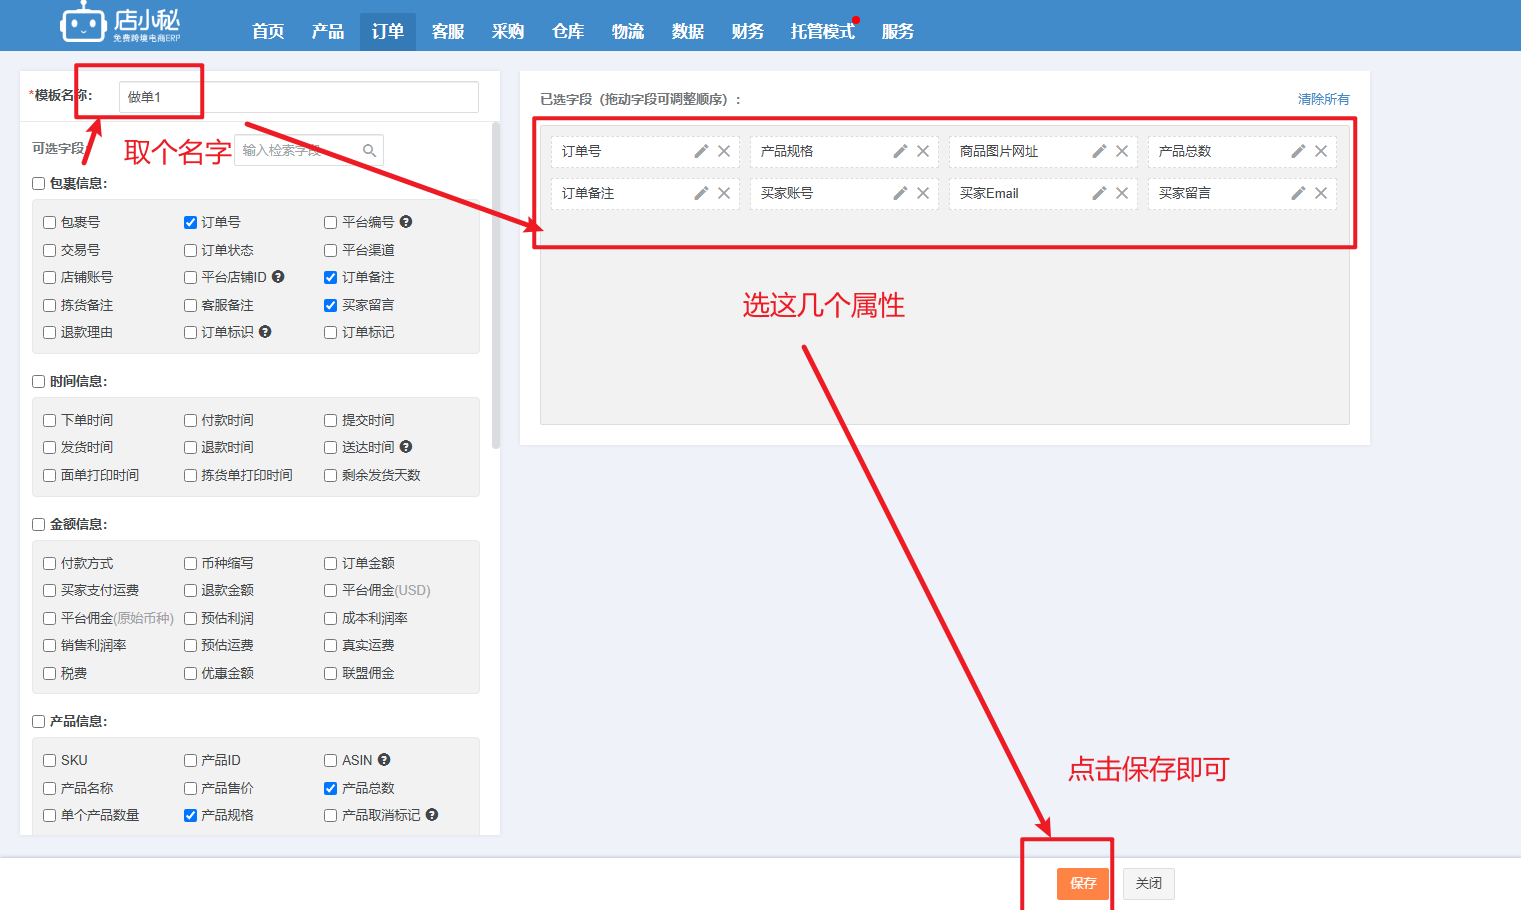 店小秘
免费跨境电商ERP
首页 产品 订单 客服 采购 仓库 物流 数据 财务 托管模式 服务
*模板名称： 做单1
取个名字
可选字段： 输入检索字段
包裹信息：
包裹号 订单号 平台编号
交易号 订单状态 平台渠道
店铺账号 平台店铺ID 订单备注
拣货备注 客服备注 买家留言
退款理由 订单标识 订单标记
时间信息：
下单时间 付款时间 提交时间
发货时间 退款时间 送达时间
面单打印时间 拣货单打印时间 剩余发货天数
金额信息：
付款方式 币种缩写 订单金额
买家支付运费 退款金额 平台佣金(USD)
平台佣金(原始币种) 预估利润 成本利润率
销售利润率 预估运费 真实运费
税费 优惠金额 联盟佣金
产品信息：
SKU 产品ID ASIN
产品名称 产品售价 产品总数
单个产品数量 产品规格 产品取消标记
已选字段（拖动字段可调整顺序）： 清除所有
订单号 产品规格 商品图片网址 产品总数
订单备注 买家账号 买家Email 买家留言
选这几个属性
点击保存即可
保存 关闭